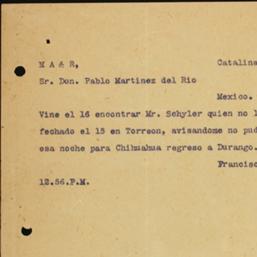 M A & R,    Catalina
Sr. Don. Pablo Martinez del Rio
Mexico.
Vine el 16 encontrar Mr. Schyler quien no l
fechado el 15 en Torreon, avisandome no pud
esa noche para Chihuahua regreso a Durango.
Francisc
12.56.P.M.